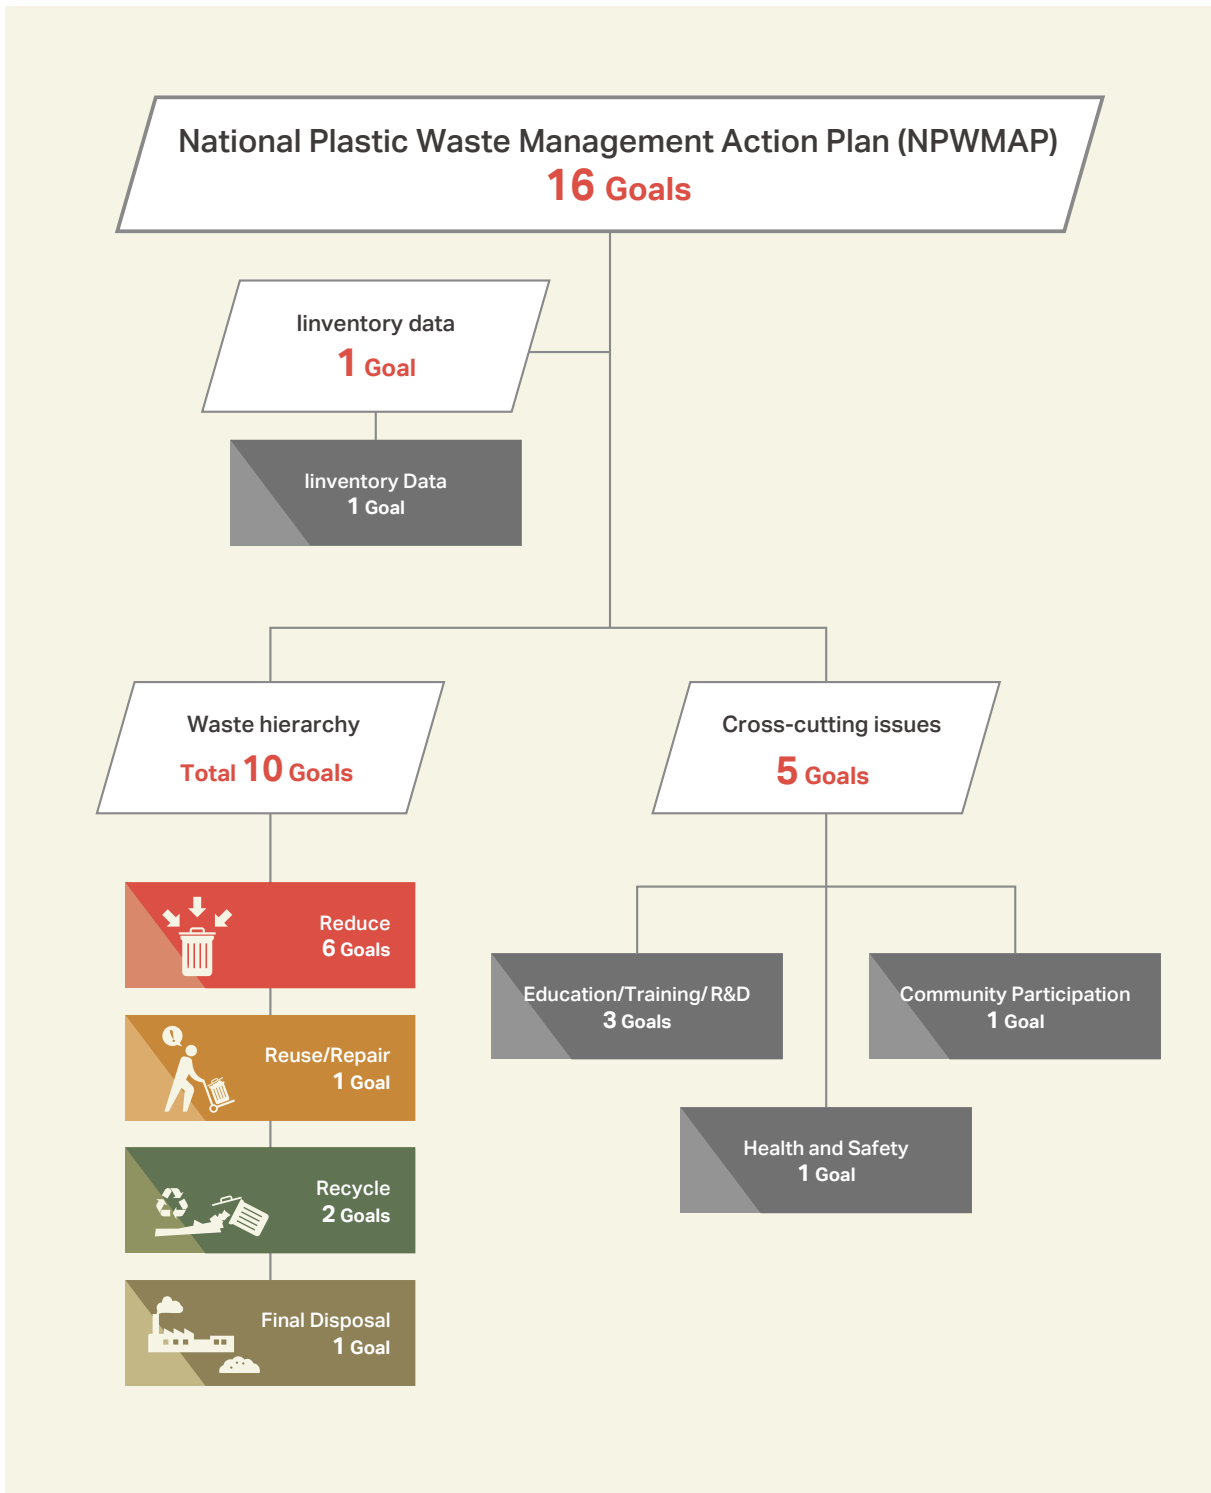 National Plastic Waste Management Action Plan (NPWMAP)
16 Goals
Iinventory data
1 Goal
Iinventory Data
1 Goal
Waste hierarchy
Total 10 Goals
Cross-cutting issues
5 Goals
Reduce
6 Goals
Reuse/Repair
1 Goal
Recycle
2 Goals
Final Disposal
1 Goal
Education/Training/ R&D
3 Goals
Community Participation
1 Goal
Health and Safety
1 Goal